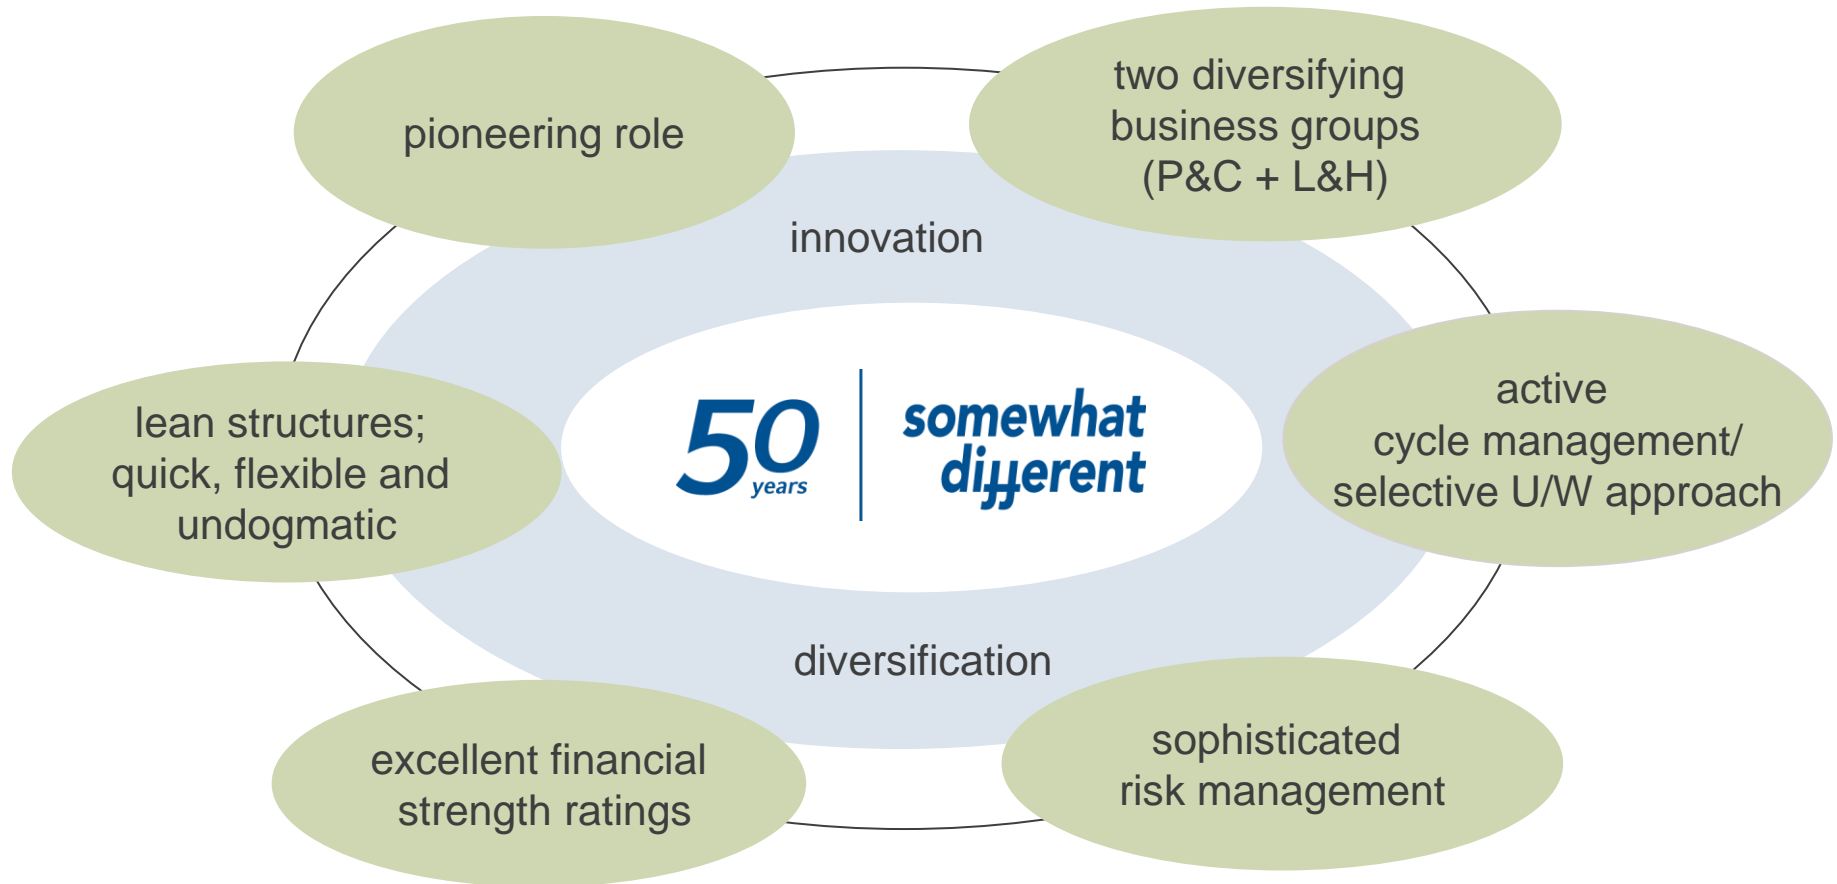 pioneering role
two diversifying
business groups
(P&C + L&H)
innovation
lean structures;
quick, flexible and
undogmatic
50
years
somewhat
different
active
cycle management/
selective U/W approach
diversification
excellent financial
strength ratings
sophisticated
risk management